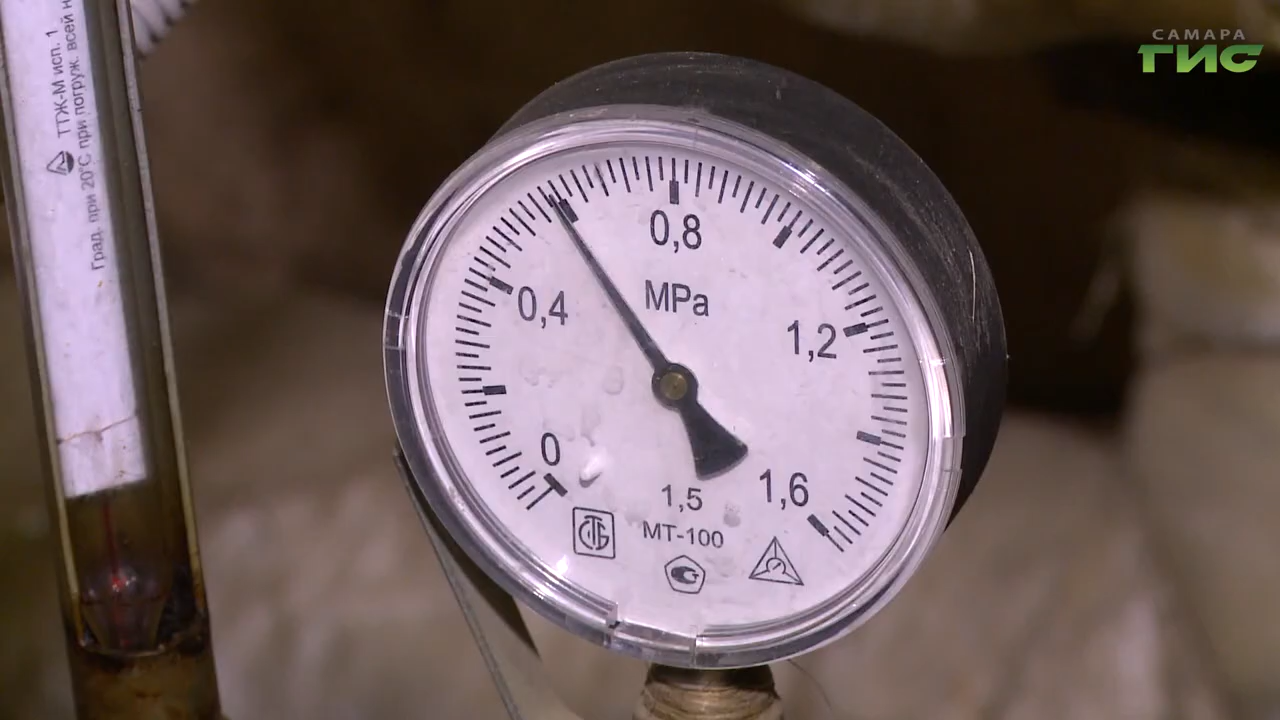 ТТЖ-М исп. 1
Град. при 20°С при погруж. всей н
САМАРА
ГИС
0,8
MPa
0,4
1,2
0
1,6
1,5
МТ-100